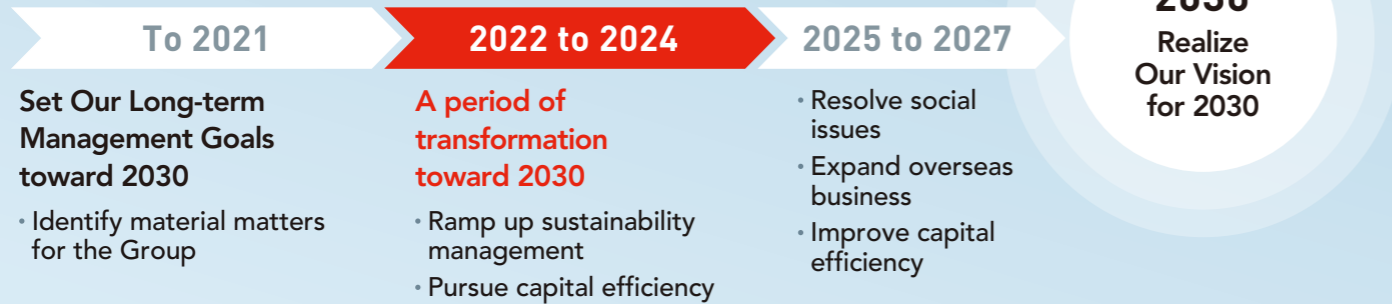 To 2021
Set Our Long-term
Management Goals
toward 2030
・Identify material matters
for the Group
2022 to 2024
A period of
transformation
toward 2030
・Ramp up sustainability
management
・Pursue capital efficiency
2025 to 2027
・Resolve social
issues
・Expand overseas
business
・Improve capital
efficiency
2030
Realize
Our Vision
for 2030